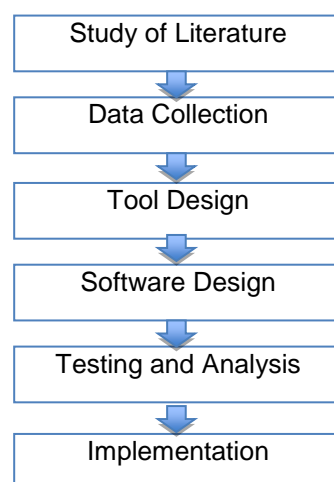 Study of Literature
Data Collection
Tool Design
Software Design
Testing and Analysis
Implementation